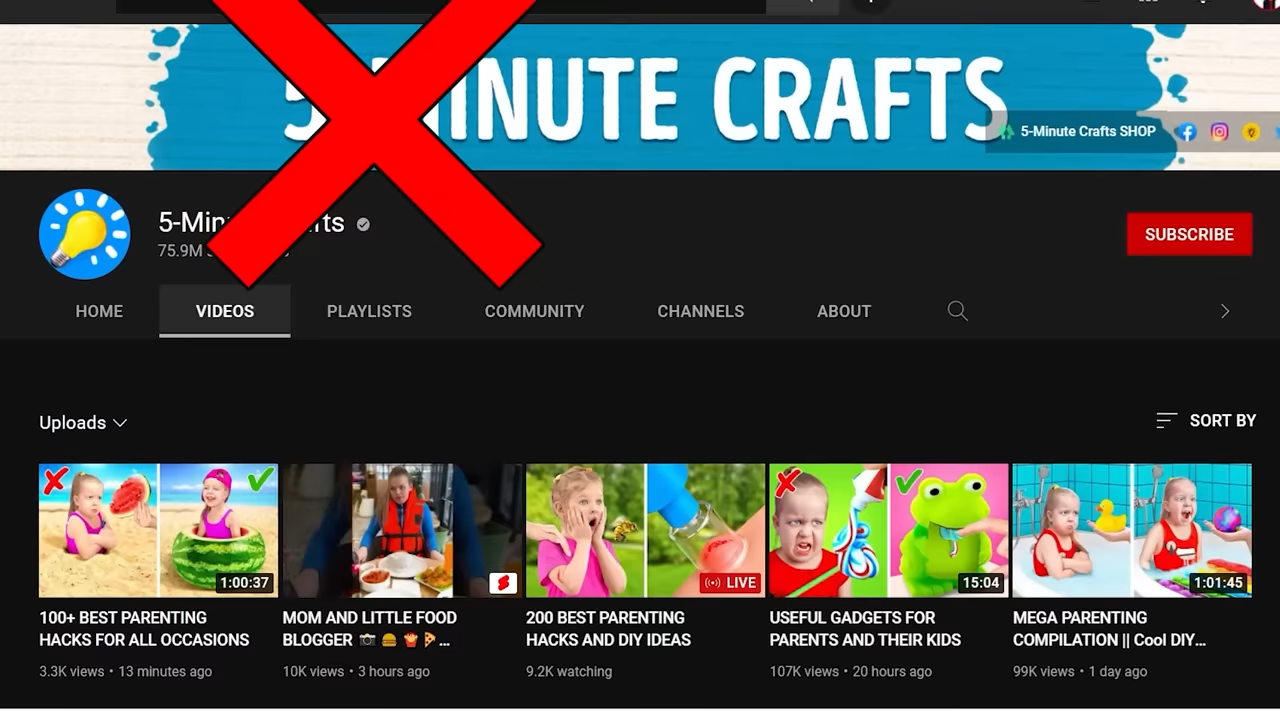 MINUTE CRAFTS
5-Minute Crafts SHOP
75.9M
SUBSCRIBE
HOME
VIDEOS
PLAYLISTS
COMMUNITY
CHANNELS
ABOUT
Uploads
SORT BY
1:00:37
LIVE
15:04
1:01:45
100+ BEST PARENTING
HACKS FOR ALL OCCASIONS
3.3K views • 13 minutes ago
MOM AND LITTLE FOOD
BLOGGER 📷 🍔 🍟 🍕...
10K views • 3 hours ago
200 BEST PARENTING
HACKS AND DIY IDEAS
9.2K watching
USEFUL GADGETS FOR
PARENTS AND THEIR KIDS
107K views • 20 hours ago
MEGA PARENTING
COMPILATION || Cool DIY...
99K views • 1 day ago